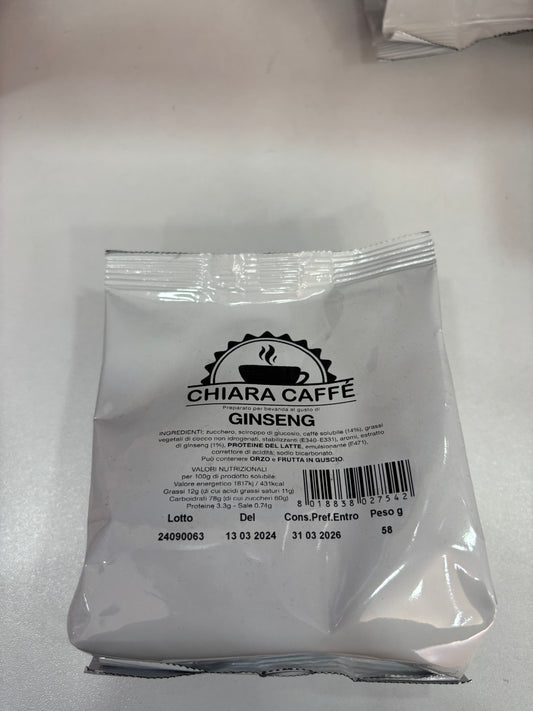 CHIARA CAFFÉ
Preparato per bevanda al gusto di
GINSENG
INGREDIENTI: zucchero, sciroppo di glucosio, caffè solubile (14%), grassi
vegetali di cocco non idrogenati, stabilizzanti (E340-E331), aromi, estratto
di ginseng (1%), PROTEINE DEL LATTE, emulsionante (E471),
correttore di acidità; sodio bicarbonato.
Può contenere ORZO e FRUTTA IN GUSCIO.
VALORI NUTRIZIONALI
per 100g di prodotto solubile:
Valore energetico 1817kj / 431kcal
Grassi 12g (di cui acidi grassi saturi 11g)
Carboidrati 78g (di cui zuccheri 60g)
Proteine 3.3g - Sale 0.74g
8 018838 027542
Lotto Del Cons.Pref.Entro Peso g
24090063 13 03 2024 31 03 2026 58